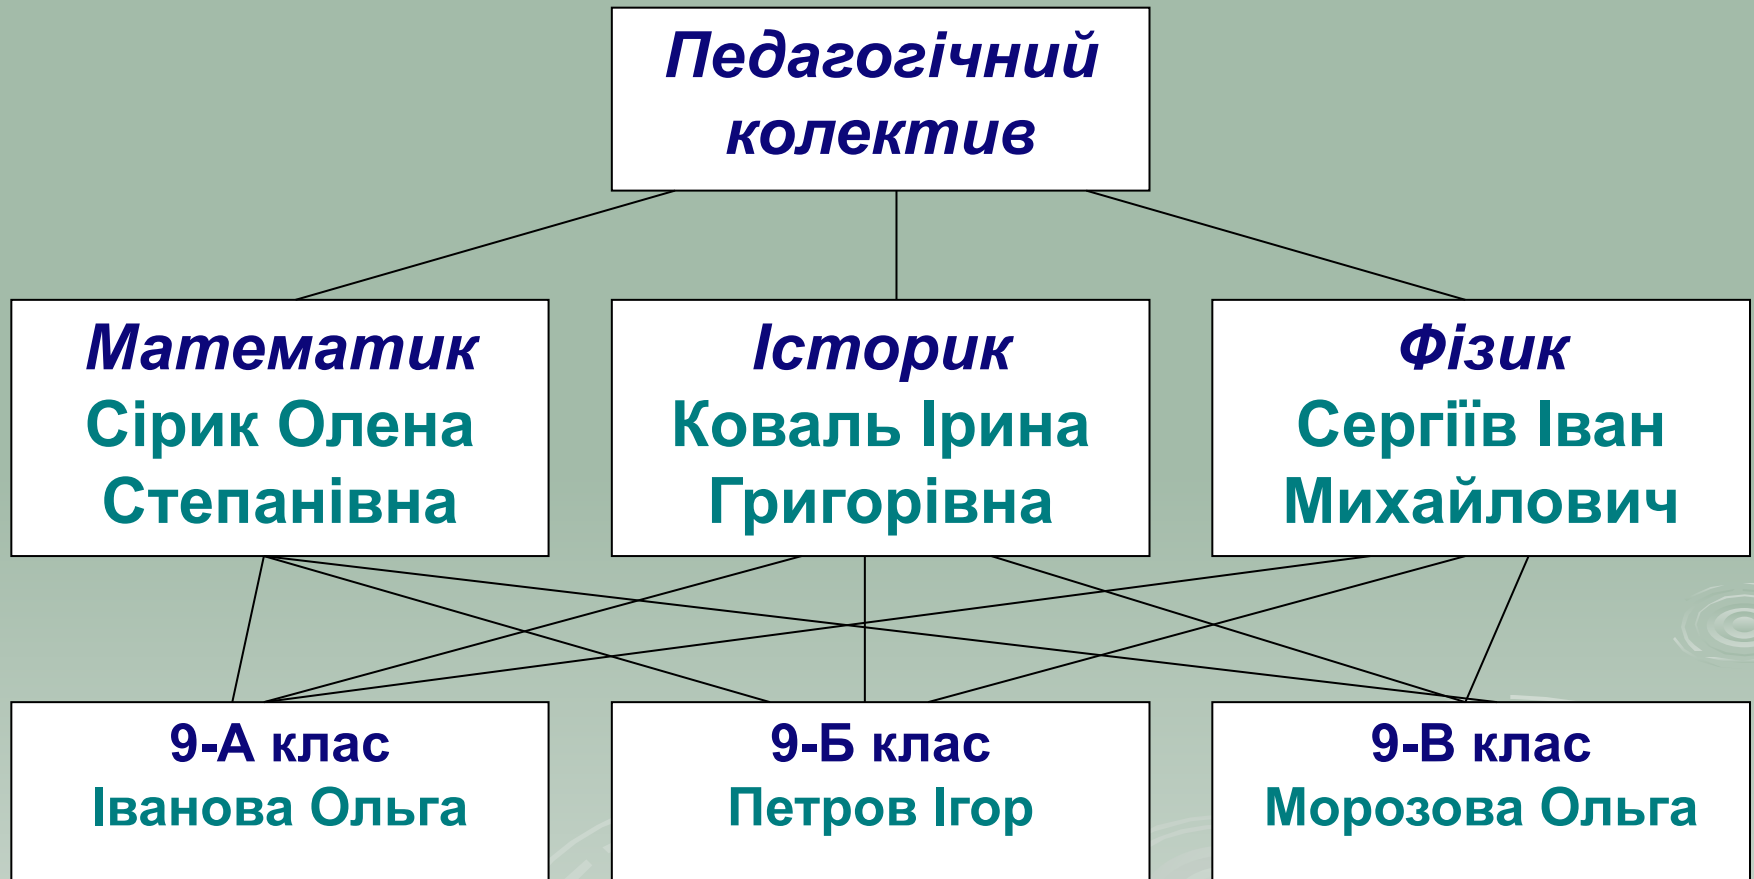 Педагогічний
колектив
Математик
Сірик Олена
Степанівна
Історик
Коваль Ірина
Григорівна
Фізик
Сергіїв Іван
Михайлович
9-А клас
Іванова Ольга
9-Б клас
Петров Ігор
9-В клас
Морозова Ольга